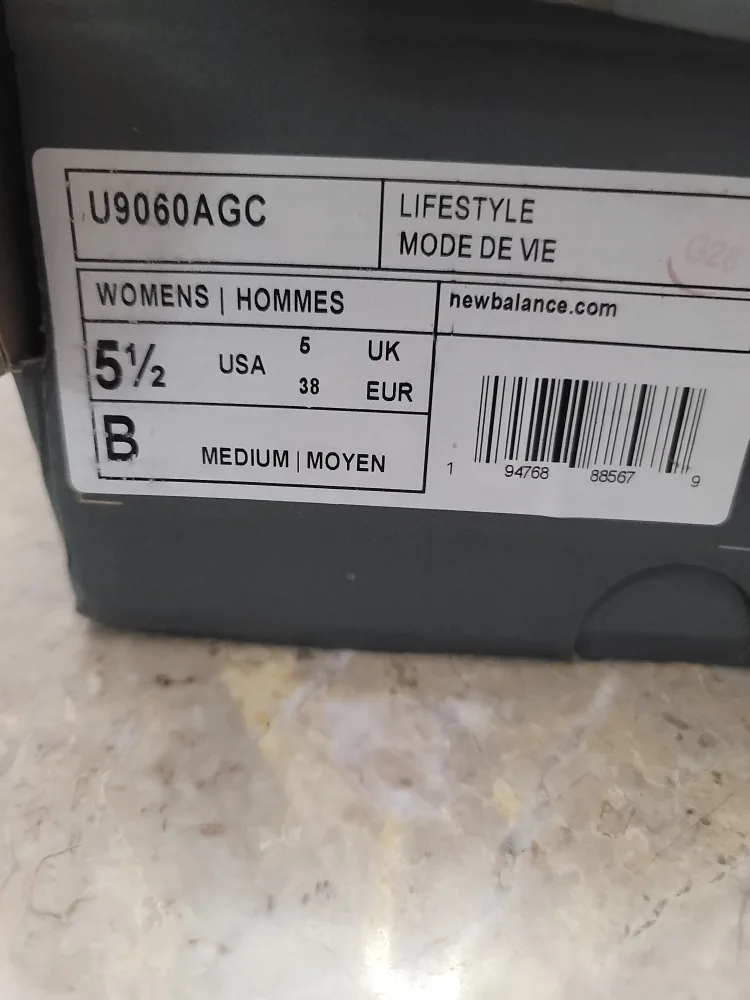 U9060AGC
LIFESTYLE
MODE DE VIE
WOMENS | HOMMES
newbalance.com
5½ USA 5 UK
38 EUR
B MEDIUM | MOYEN
1 94768 88567 9